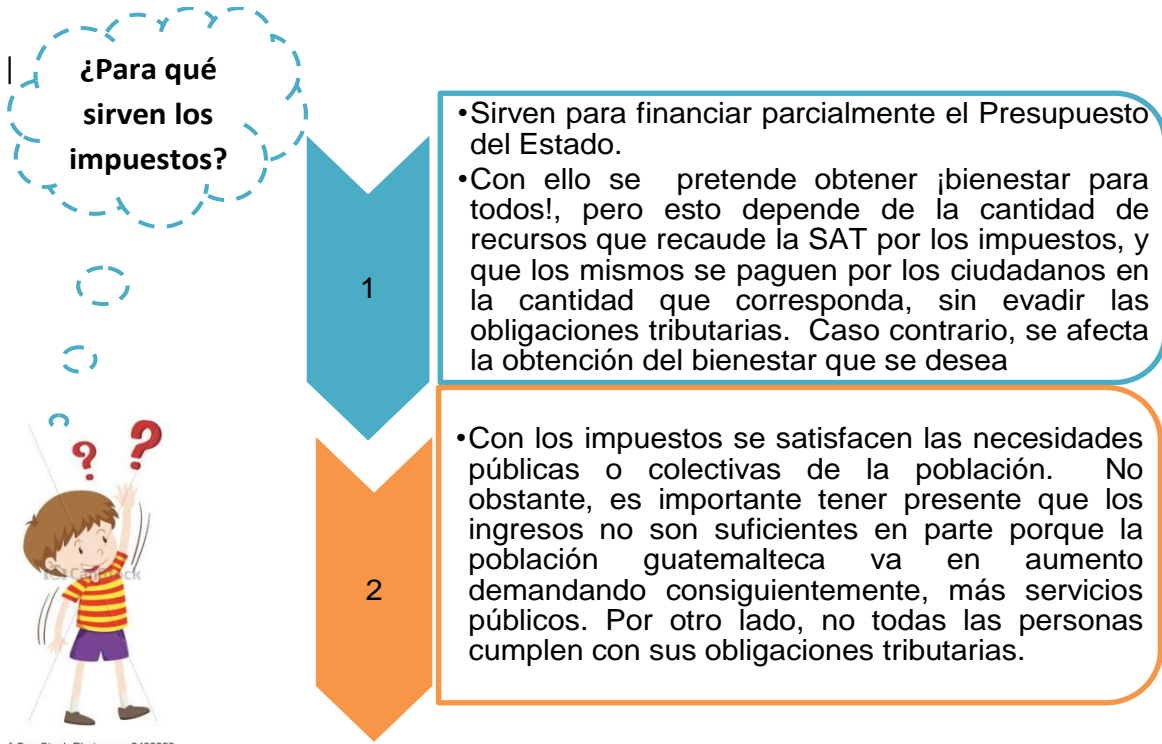 ¿Para qué
sirven los
impuestos?
1
•Sirven para financiar parcialmente el Presupuesto
del Estado.
•Con ello se pretende obtener ¡bienestar para
todos!, pero esto depende de la cantidad de
recursos que recaude la SAT por los impuestos, y
que los mismos se paguen por los ciudadanos en
la cantidad que corresponda, sin evadir las
obligaciones tributarias. Caso contrario, se afecta
la obtención del bienestar que se desea
2
•Con los impuestos se satisfacen las necesidades
públicas o colectivas de la población. No
obstante, es importante tener presente que los
ingresos no son suficientes en parte porque la
población guatemalteca va en aumento
demandando consiguientemente, más servicios
públicos. Por otro lado, no todas las personas
cumplen con sus obligaciones tributarias.
? ?